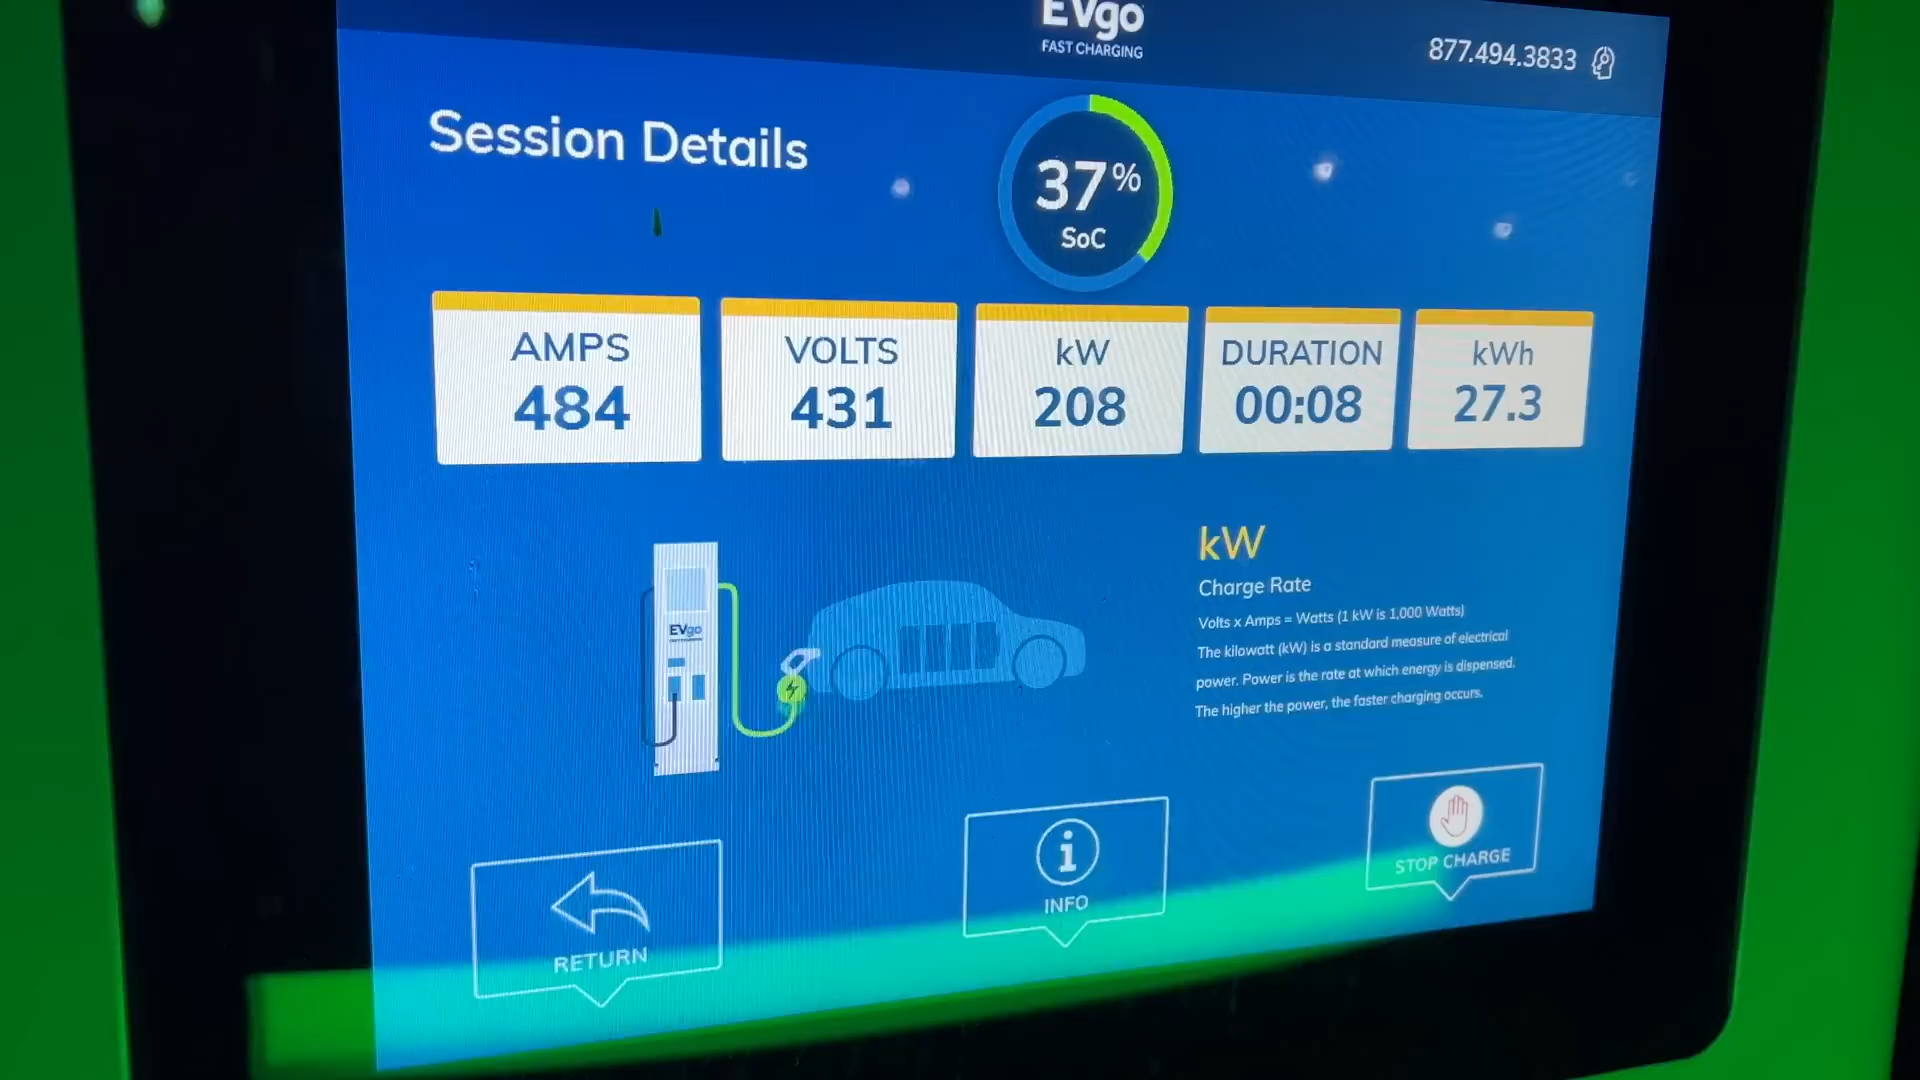 EVgo
FAST CHARGING
877.494.3833
Session Details
37%
SoC
AMPS
484
VOLTS
431
kW
208
DURATION
00:08
kWh
27.3
EVgo
kW
Charge Rate
Volts x Amps = Watts (1 kW is 1,000 Watts)
The kilowatt (kW) is a standard measure of electrical
power. Power is the rate at which energy is dispensed.
The higher the power, the faster charging occurs.
RETURN
INFO
STOP CHARGE